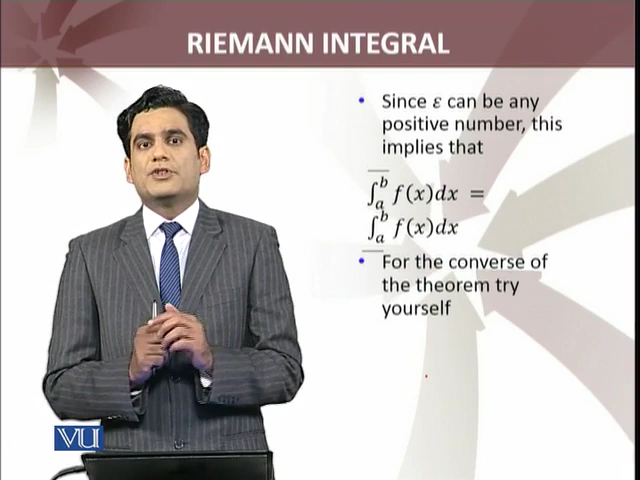 RIEMANN INTEGRAL
• Since ε can be any
positive number, this
implies that
∫̅ₐᵇ f(x)dx =
∫̲ₐᵇ f(x)dx
• For the converse of
the theorem try
yourself
VU